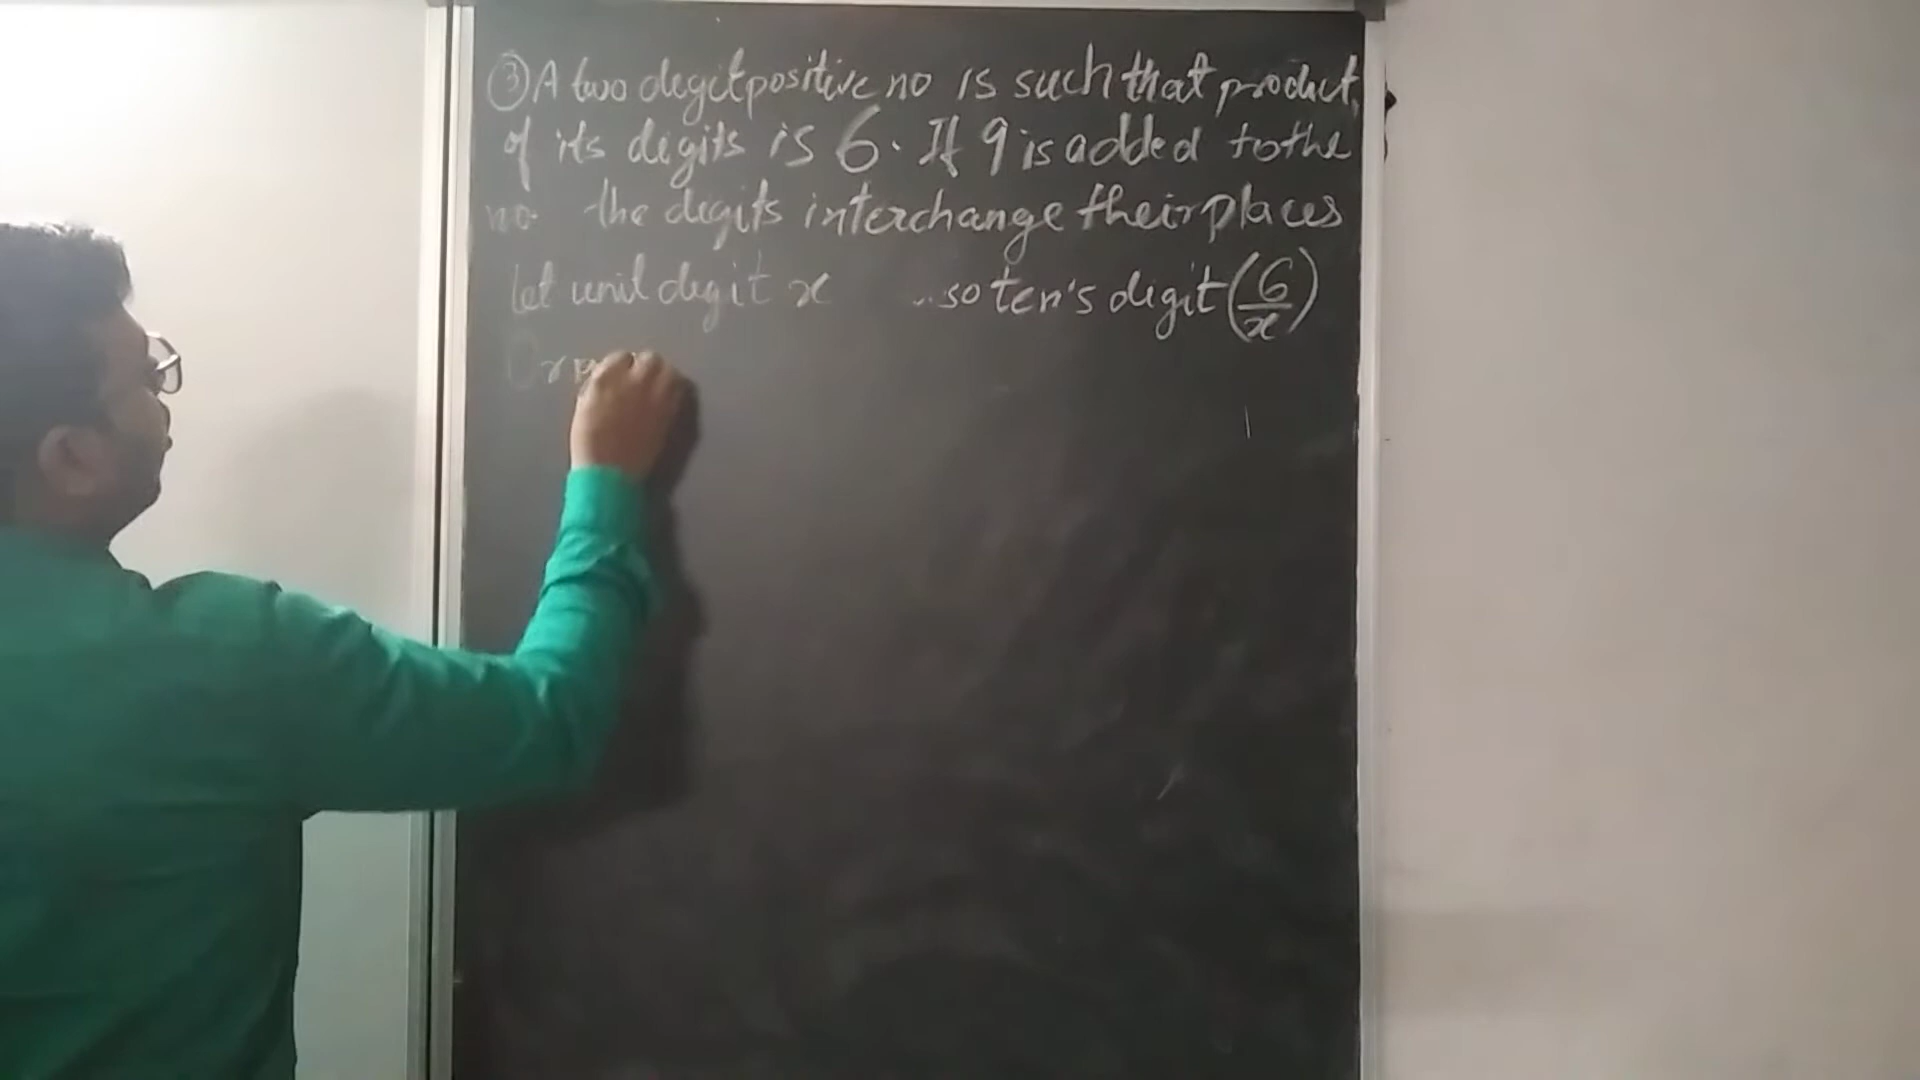 ③ A two digit positive no is such that product
of its digits is 6. If 9 is added to the
no. the digits interchange their places
let unit digit x ... so ten's digit (6/x)